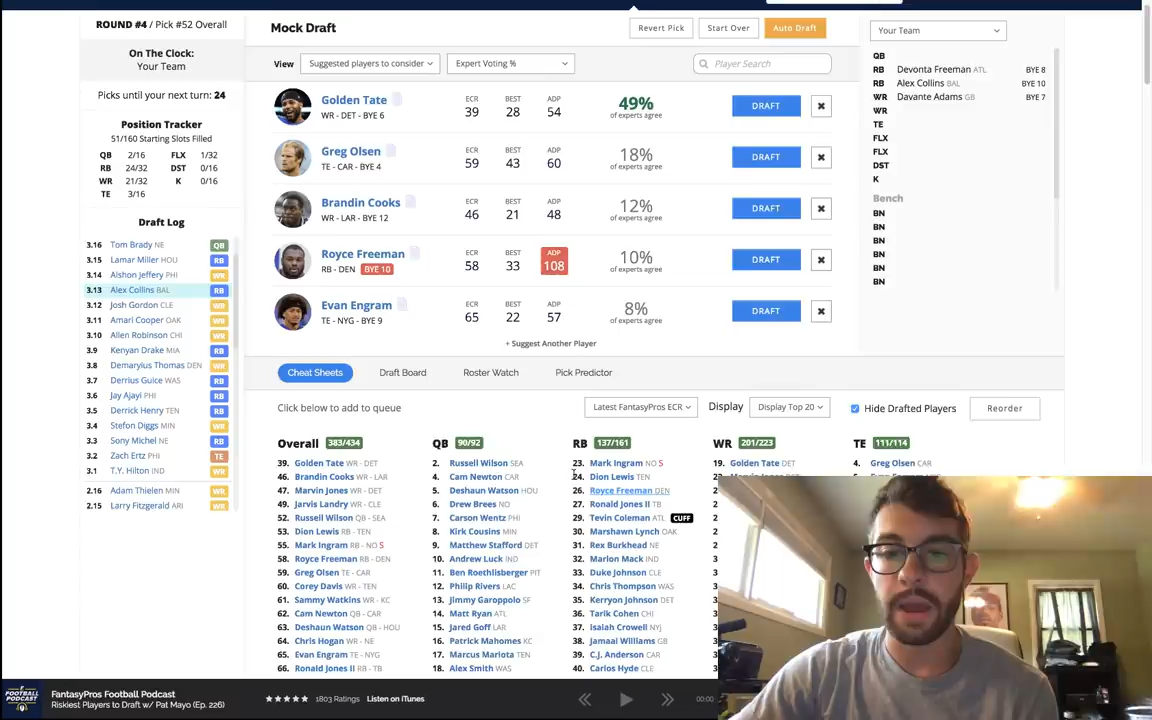 ROUND #4 / Pick #52 Overall
On The Clock:
Your Team
Picks until your next turn: 24
Position Tracker
51/160 Starting Slots Filled
QB 2/16 FLX 1/32
RB 24/32 DST 0/16
WR 21/32 K 0/16
TE 3/16
Draft Log
3.16 Tom Brady NE QB
3.15 Lamar Miller HOU RB
3.14 Alshon Jeffery PHI WR
3.13 Alex Collins BAL RB
3.12 Josh Gordon CLE WR
3.11 Amari Cooper OAK WR
3.10 Allen Robinson CHI WR
3.9 Kenyan Drake MIA RB
3.8 Demaryius Thomas DEN WR
3.7 Derrius Guice WAS RB
3.6 Jay Ajayi PHI RB
3.5 Derrick Henry TEN RB
3.4 Stefon Diggs MIN WR
3.3 Sony Michel NE RB
3.2 Zach Ertz PHI TE
3.1 T.Y. Hilton IND WR
2.16 Adam Thielen MIN WR
2.15 Larry Fitzgerald ARI WR
Mock Draft
Revert Pick Start Over Auto Draft
View Suggested players to consider Expert Voting % Player Search
Golden Tate ECR BEST ADP 49% DRAFT
WR - DET - BYE 6 39 28 54 of experts agree
Greg Olsen ECR BEST ADP 18% DRAFT
TE - CAR - BYE 4 59 43 60 of experts agree
Brandin Cooks ECR BEST ADP 12% DRAFT
WR - LAR - BYE 12 46 21 48 of experts agree
Royce Freeman ECR BEST ADP 10% DRAFT
RB - DEN BYE 10 58 33 108 of experts agree
Evan Engram ECR BEST ADP 8% DRAFT
TE - NYG - BYE 9 65 22 57 of experts agree
+ Suggest Another Player
Your Team
QB
RB Devonta Freeman ATL BYE 8
RB Alex Collins BAL BYE 10
WR Davante Adams GB BYE 7
WR
TE
FLX
FLX
DST
K
Bench
BN
BN
BN
BN
BN
BN
Cheat Sheets Draft Board Roster Watch Pick Predictor
Click below to add to queue Latest FantasyPros ECR Display Display Top 20 Hide Drafted Players Reorder
Overall 383/434
39. Golden Tate WR - DET
46. Brandin Cooks WR - LAR
47. Marvin Jones WR - DET
49. Jarvis Landry WR - CLE
52. Russell Wilson QB - SEA
53. Dion Lewis RB - TEN
55. Mark Ingram RB - NO S
58. Royce Freeman RB - DEN
59. Greg Olsen TE - CAR
60. Corey Davis WR - TEN
61. Sammy Watkins WR - KC
62. Cam Newton QB - CAR
63. Deshaun Watson QB - HOU
64. Chris Hogan WR - NE
65. Evan Engram TE - NYG
66. Ronald Jones II RB - TB
QB 90/92
2. Russell Wilson SEA
4. Cam Newton CAR
5. Deshaun Watson HOU
6. Drew Brees NO
7. Carson Wentz PHI
8. Kirk Cousins MIN
9. Matthew Stafford DET
10. Andrew Luck IND
11. Ben Roethlisberger PIT
12. Philip Rivers LAC
13. Jimmy Garoppolo SF
14. Matt Ryan ATL
15. Jared Goff LAR
16. Patrick Mahomes KC
17. Marcus Mariota TEN
18. Alex Smith WAS
RB 137/161
23. Mark Ingram NO S
24. Dion Lewis TEN
26. Royce Freeman DEN
27. Ronald Jones II TB
29. Tevin Coleman ATL CUFF
30. Marshawn Lynch OAK
31. Rex Burkhead NE
32. Marlon Mack IND
33. Duke Johnson CLE
34. Chris Thompson WAS
35. Kerryon Johnson DET
36. Tarik Cohen CHI
37. Isaiah Crowell NYJ
38. Jamaal Williams GB
39. C.J. Anderson CAR
40. Carlos Hyde CLE
WR 201/223
19. Golden Tate DET
2
2
2
2
2
2
2
3
3
3
3
3
TE 111/114
4. Greg Olsen CAR
FOOTBALL
PODCAST
FantasyPros Football Podcast
Riskiest Players to Draft w/ Pat Mayo (Ep. 226)
1803 Ratings Listen on iTunes
00:00